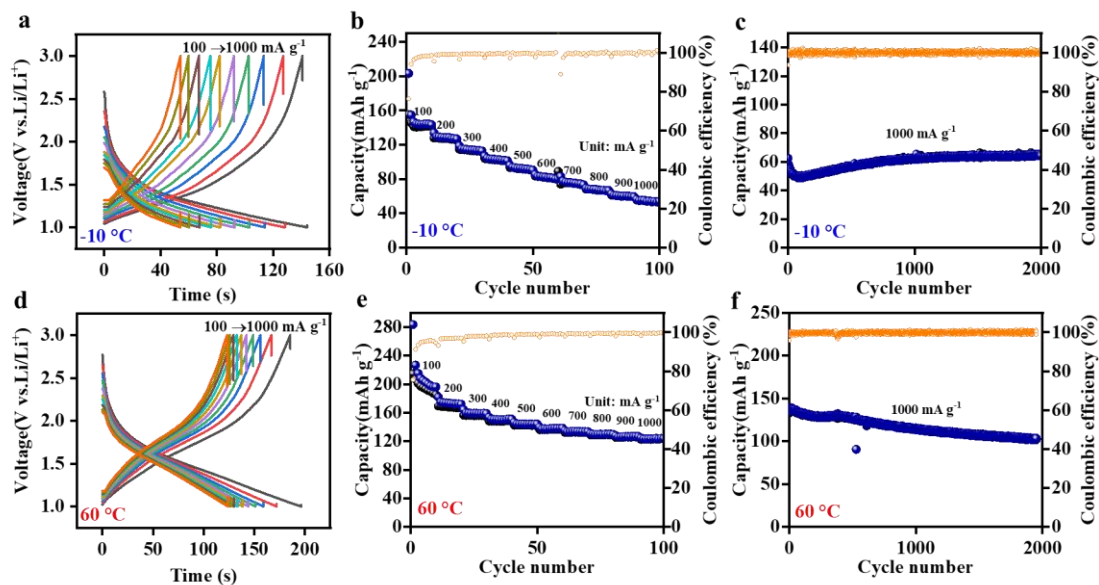 a
100 →1000 mA g⁻¹
Voltage(V vs.Li/Li⁺)
3.0
2.5
2.0
1.5
1.0
-10 °C
0 40 80 120 160
Time (s)
b
Capacity(mAh g⁻¹)
240
200
160
120
80
40
0
100
200
300
400
500
600
700
800
900
1000
Unit: mA g⁻¹
-10 °C
0 50 100
Cycle number
100
80
60
40
20
0
Coulombic efficiency (%)
c
Capacity(mAh g⁻¹)
140
120
100
80
60
40
20
0
1000 mA g⁻¹
-10 °C
0 1000 2000
Cycle number
100
80
60
40
20
0
Coulombic efficiency (%)
d
100 →1000 mA g⁻¹
Voltage(V vs.Li/Li⁺)
3.0
2.5
2.0
1.5
1.0
60 °C
0 50 100 150 200
Time (s)
e
Capacity(mAh g⁻¹)
280
240
200
160
120
80
40
0
100
200
300
400
500
600
700
800
900
1000
Unit: mA g⁻¹
60 °C
0 50 100
Cycle number
100
80
60
40
20
0
Coulombic efficiency (%)
f
Capacity(mAh g⁻¹)
250
200
150
100
50
0
1000 mA g⁻¹
60 °C
0 1000 2000
Cycle number
100
80
60
40
20
0
Coulombic efficiency (%)